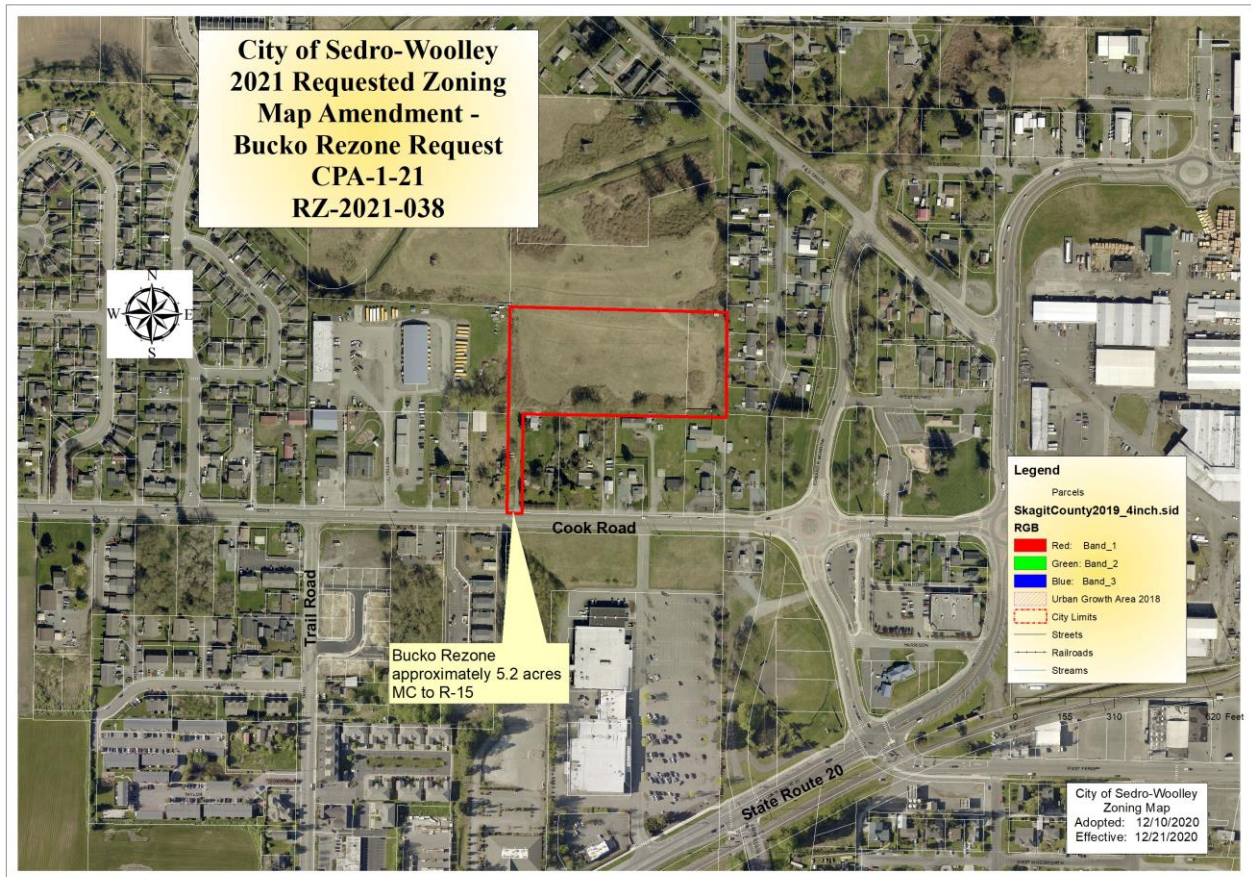 City of Sedro-Woolley
2021 Requested Zoning
Map Amendment -
Bucko Rezone Request
CPA-1-21
RZ-2021-038
N
W E
S
Cook Road
Trail Road
State Route 20
Bucko Rezone
approximately 5.2 acres
MC to R-15
Legend
Parcels
SkagitCounty2019_4inch.sid
RGB
Red: Band_1
Green: Band_2
Blue: Band_3
Urban Growth Area 2018
City Limits
Streets
Railroads
Streams
0 155 310 620 Feet
City of Sedro-Woolley
Zoning Map
Adopted: 12/10/2020
Effective: 12/21/2020